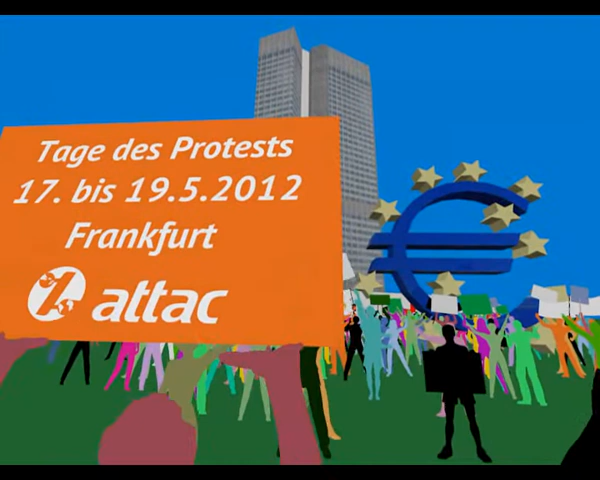 Tage des Protests
17. bis 19.5.2012
Frankfurt
attac